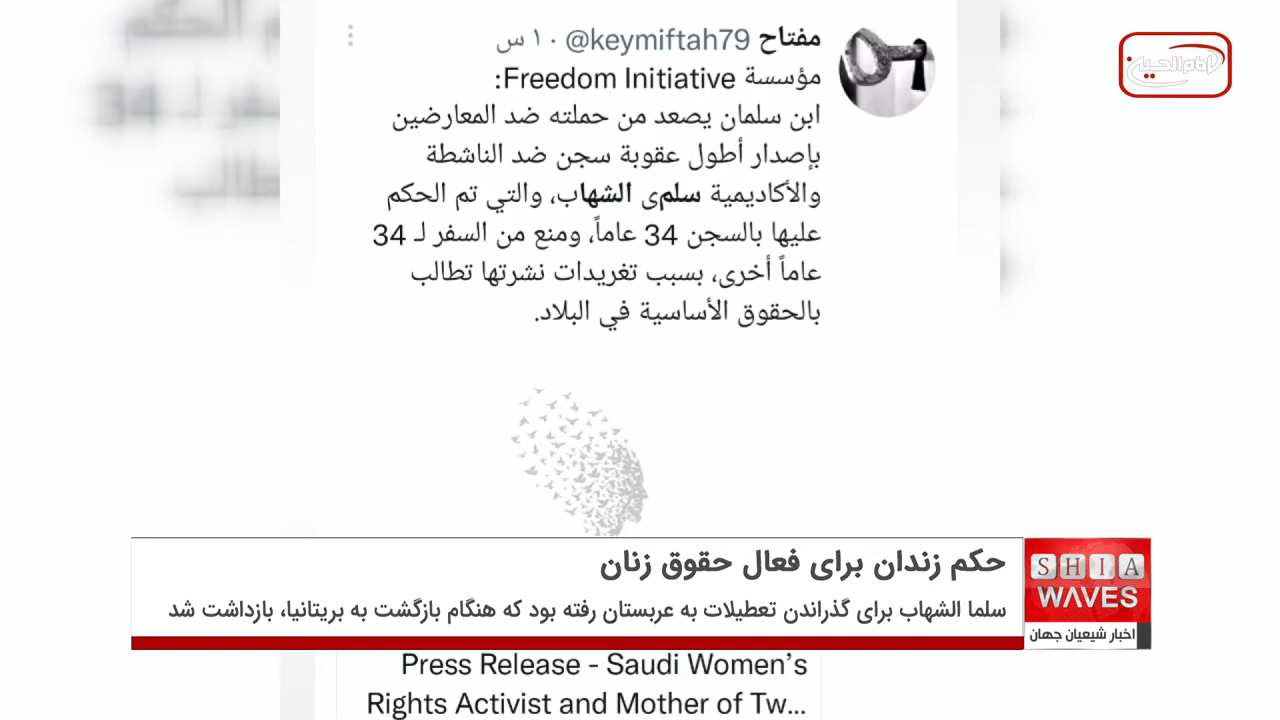 مفتاح @keymiftah79 ١٠ س
مؤسسة Freedom Initiative:
ابن سلمان يصعد من حملته ضد المعارضين
بإصدار أطول عقوبة سجن ضد الناشطة
والأكاديمية سلمى الشهاب، والتي تم الحكم
عليها بالسجن 34 عاماً، ومنع من السفر لـ 34
عاماً أخرى، بسبب تغريدات نشرتها تطالب
بالحقوق الأساسية في البلاد.
حكم زندان برای فعال حقوق زنان
سلما الشهاب برای گذراندن تعطیلات به عربستان رفته بود که هنگام بازگشت به بریتانیا، بازداشت شد
SHIA
WAVES
اخبار شیعیان جهان
Press Release - Saudi Women’s
Rights Activist and Mother of Tw...